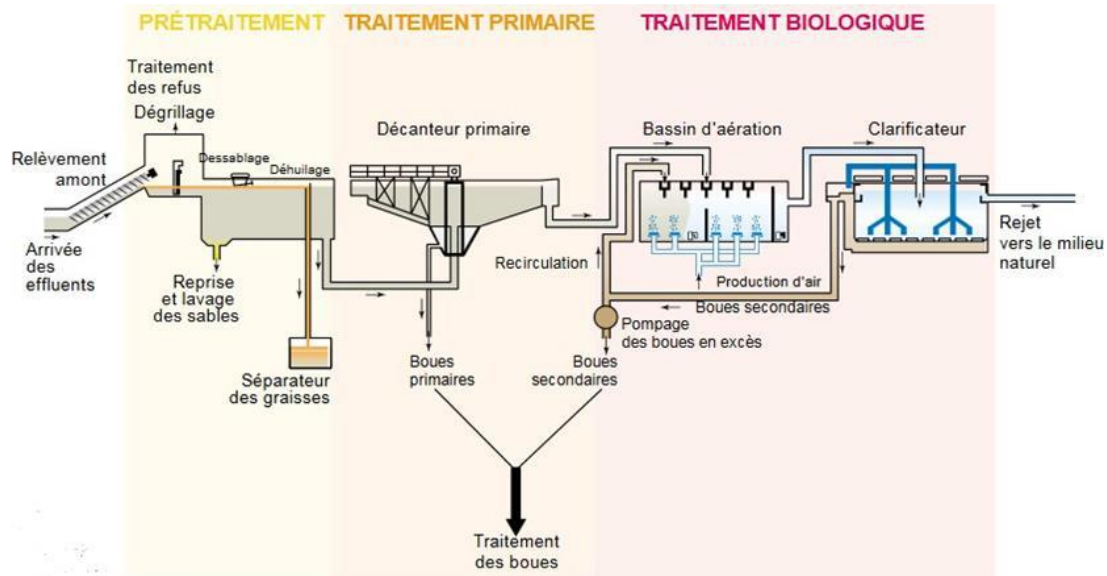 PRÉTRAITEMENT
TRAITEMENT PRIMAIRE
TRAITEMENT BIOLOGIQUE
Traitement
des refus
Dégrillage
Relèvement
amont
Dessablage
Déhuilage
Décanteur primaire
Bassin d'aération
Clarificateur
Arrivée
des
effluents
Reprise
et lavage
des sables
Séparateur
des graisses
Recirculation
Production d'air
Boues secondaires
Pompage
des boues en excès
Rejet
vers le milieu
naturel
Boues
primaires
Boues
secondaires
Traitement
des boues